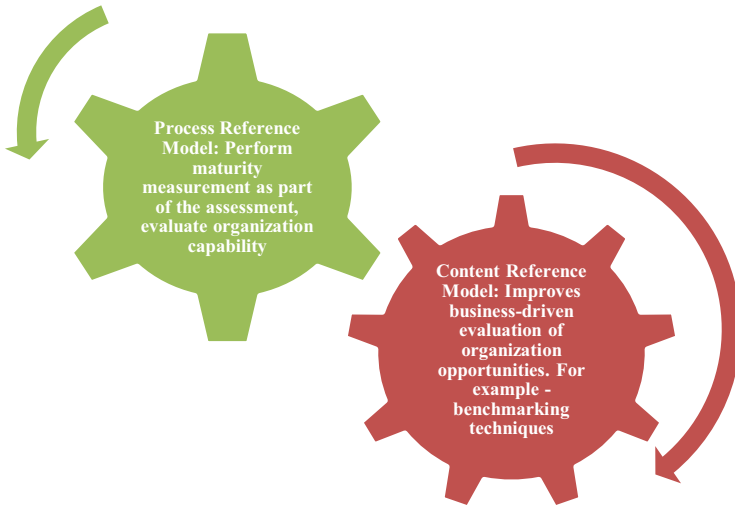 Process Reference
Model: Perform
maturity
measurement as part
of the assessment,
evaluate organization
capability
Content Reference
Model: Improves
business-driven
evaluation of
organization
opportunities. For
example -
benchmarking
techniques